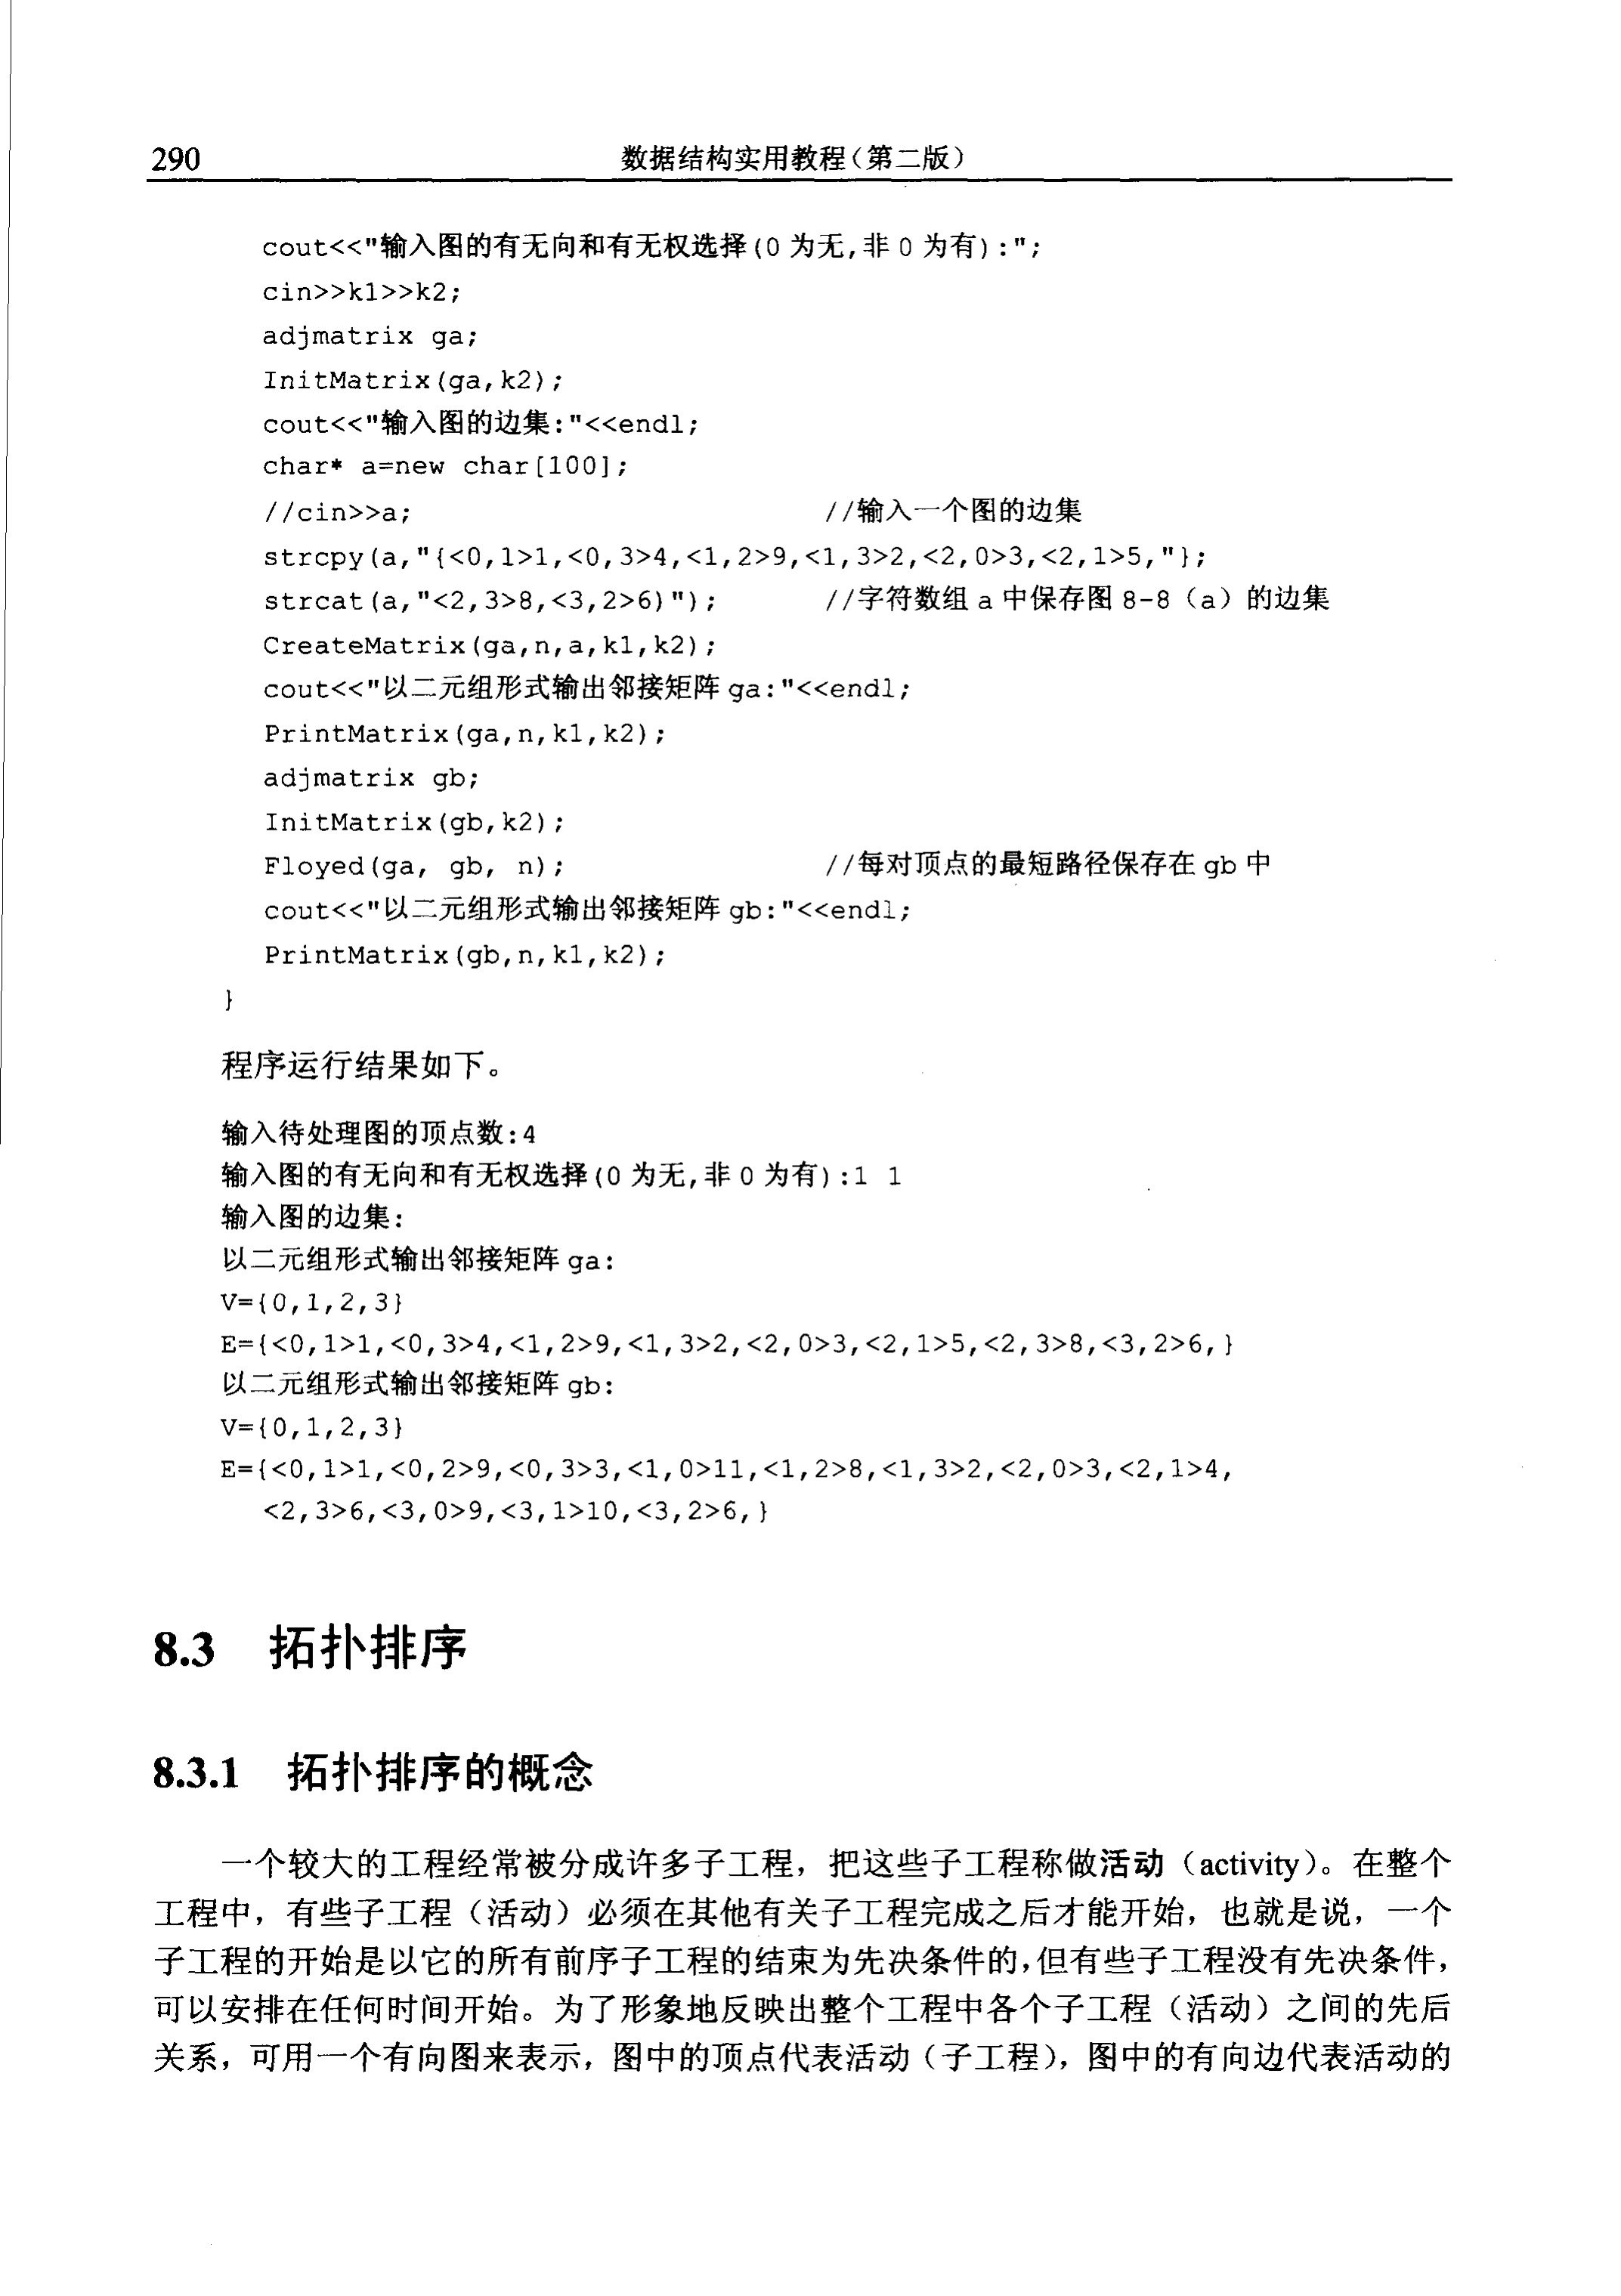 290 数据结构实用教程(第二版)
cout<<"输入图的有无向和有无权选择(0 为无,非 0 为有):";
cin>>k1>>k2;
adjmatrix ga;
InitMatrix(ga,k2);
cout<<"输入图的边集:"<<endl;
char* a=new char[100];
//cin>>a; //输入一个图的边集
strcpy(a,"{<0,1>1,<0,3>4,<1,2>9,<1,3>2,<2,0>3,<2,1>5,"};
strcat(a,"<2,3>8,<3,2>6)"); //字符数组 a 中保存图 8-8（a）的边集
CreateMatrix(ga,n,a,k1,k2);
cout<<"以二元组形式输出邻接矩阵 ga:"<<endl;
PrintMatrix(ga,n,k1,k2);
adjmatrix gb;
InitMatrix(gb,k2);
Floyed(ga, gb, n); //每对顶点的最短路径保存在 gb 中
cout<<"以二元组形式输出邻接矩阵 gb:"<<endl;
PrintMatrix(gb,n,k1,k2);
}
程序运行结果如下。
输入待处理图的顶点数:4
输入图的有无向和有无权选择(0 为无,非 0 为有):1 1
输入图的边集:
以二元组形式输出邻接矩阵 ga:
V={0,1,2,3}
E={<0,1>1,<0,3>4,<1,2>9,<1,3>2,<2,0>3,<2,1>5,<2,3>8,<3,2>6,}
以二元组形式输出邻接矩阵 gb:
V={0,1,2,3}
E={<0,1>1,<0,2>9,<0,3>3,<1,0>11,<1,2>8,<1,3>2,<2,0>3,<2,1>4,
<2,3>6,<3,0>9,<3,1>10,<3,2>6,}
8.3 拓扑排序
8.3.1 拓扑排序的概念
一个较大的工程经常被分成许多子工程，把这些子工程称做活动（activity）。在整个
工程中，有些子工程（活动）必须在其他有关子工程完成之后才能开始，也就是说，一个
子工程的开始是以它的所有前序子工程的结束为先决条件的，但有些子工程没有先决条件，
可以安排在任何时间开始。为了形象地反映出整个工程中各个子工程（活动）之间的先后
关系，可用一个有向图来表示，图中的顶点代表活动（子工程），图中的有向边代表活动的